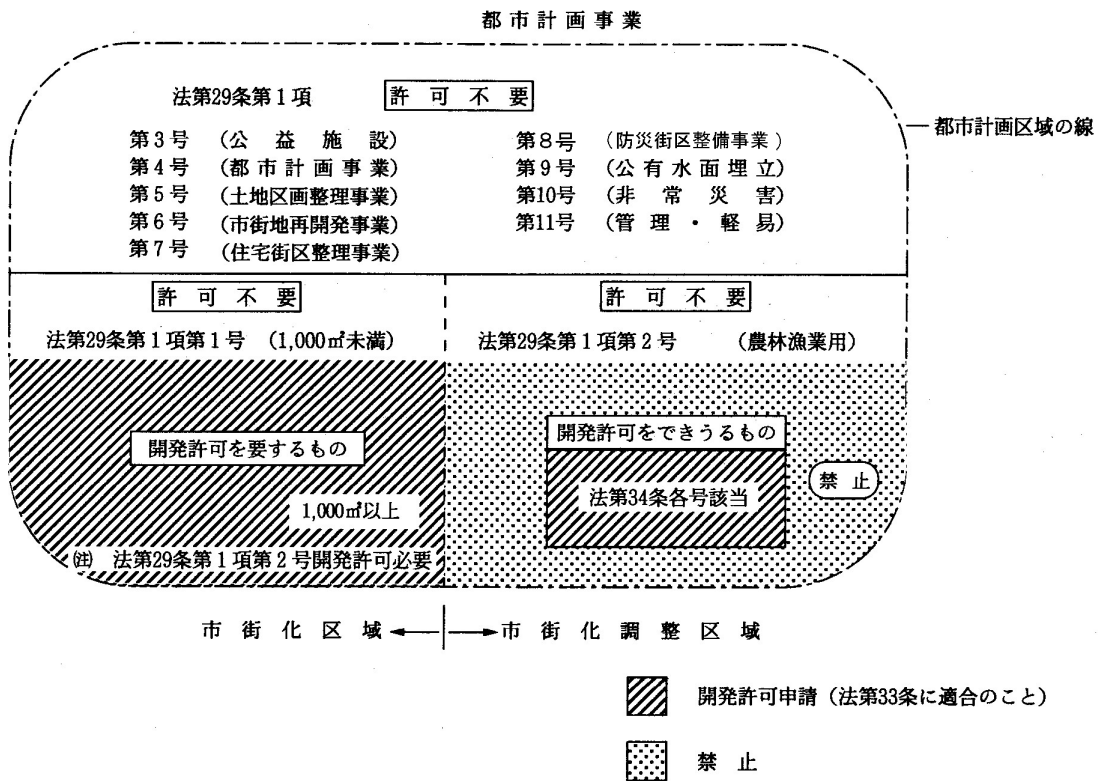 都市計画事業
法第29条第1項 許可不要
都市計画区域の線
第3号 (公益施設)
第4号 (都市計画事業)
第5号 (土地区画整理事業)
第6号 (市街地再開発事業)
第7号 (住宅街区整理事業)
第8号 (防災街区整備事業)
第9号 (公有水面埋立)
第10号 (非常災害)
第11号 (管理・軽易)
許可不要
法第29条第1項第1号 (1,000㎡未満)
開発許可を要するもの
1,000㎡以上
㊟ 法第29条第1項第2号開発許可必要
許可不要
法第29条第1項第2号 (農林漁業用)
開発許可をできうるもの
法第34条各号該当
禁止
市街化区域 ← → 市街化調整区域
開発許可申請（法第33条に適合のこと）
禁止